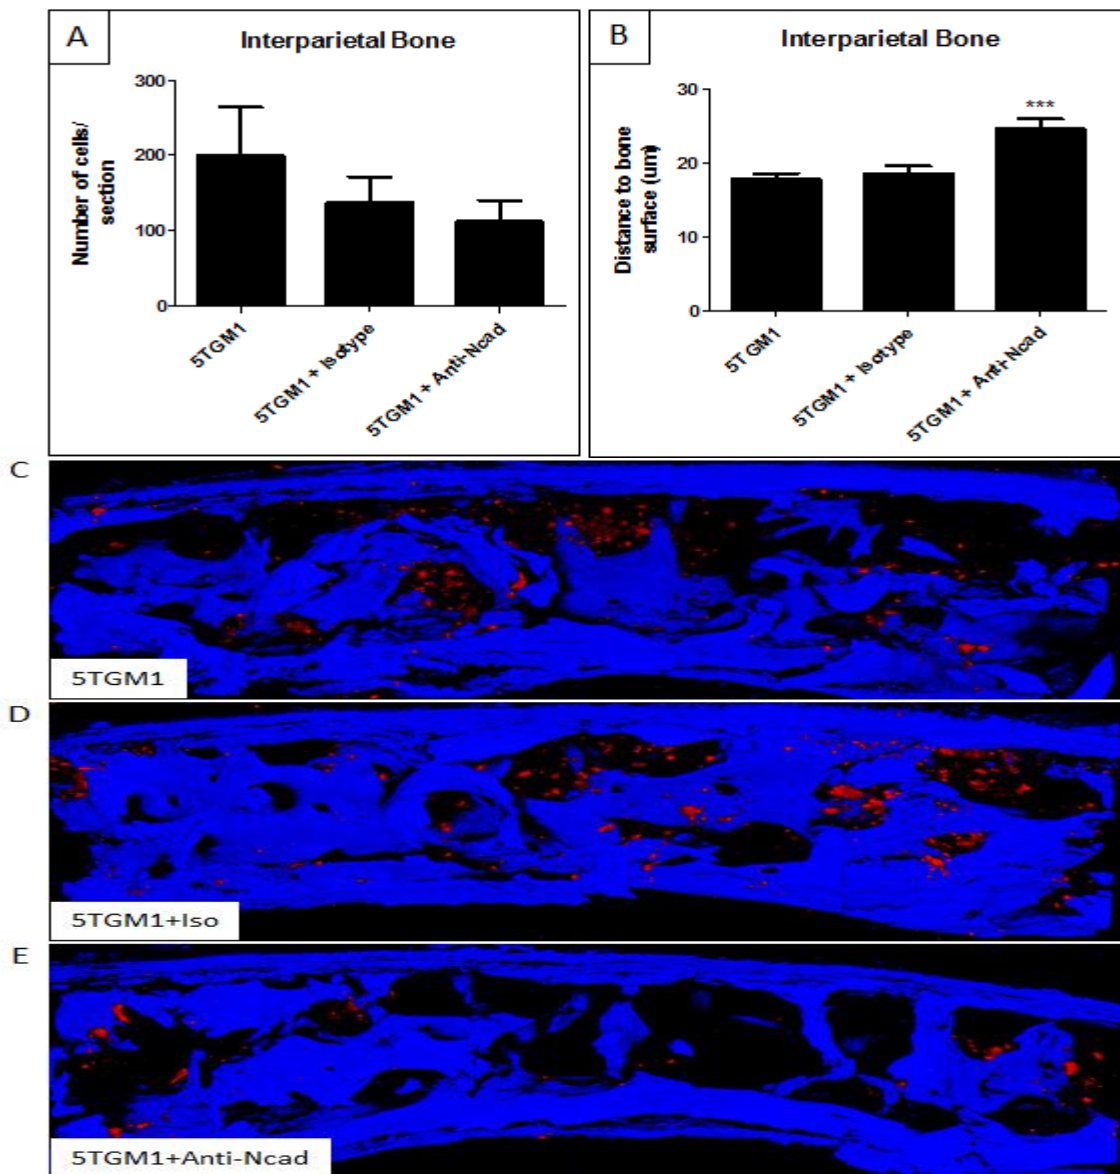 A
Interparietal Bone
Number of cells/
section
300
200
100
0
5TGM1
5TGM1 + Isotype
5TGM1 + Anti-Ncad
B
Interparietal Bone
Distance to bone
surface (um)
30
20
10
0
***
5TGM1
5TGM1 + Isotype
5TGM1 + Anti-Ncad
C
5TGM1
D
5TGM1+Iso
E
5TGM1+Anti-Ncad